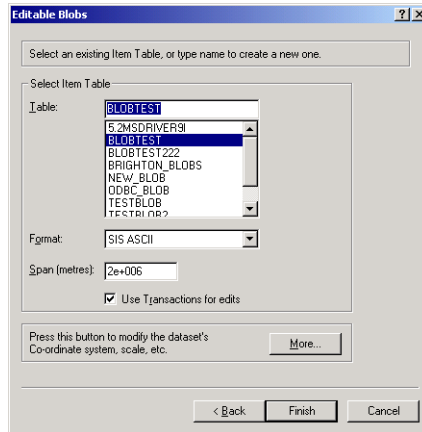 Editable Blobs
Select an existing Item Table, or type name to create a new one.
Select Item Table
Table:
BLOBTEST
5.2MSDRIVER9I
BLOBTEST
BLOBTEST222
BRIGHTON_BLOBS
NEW_BLOB
ODBC_BLOB
TESTBLOB
TESTBLOB2
Format:
SIS ASCII
Span (metres):
2e+006
Use Transactions for edits
Press this button to modify the dataset's
Co-ordinate system, scale, etc.
More...
< Back
Finish
Cancel